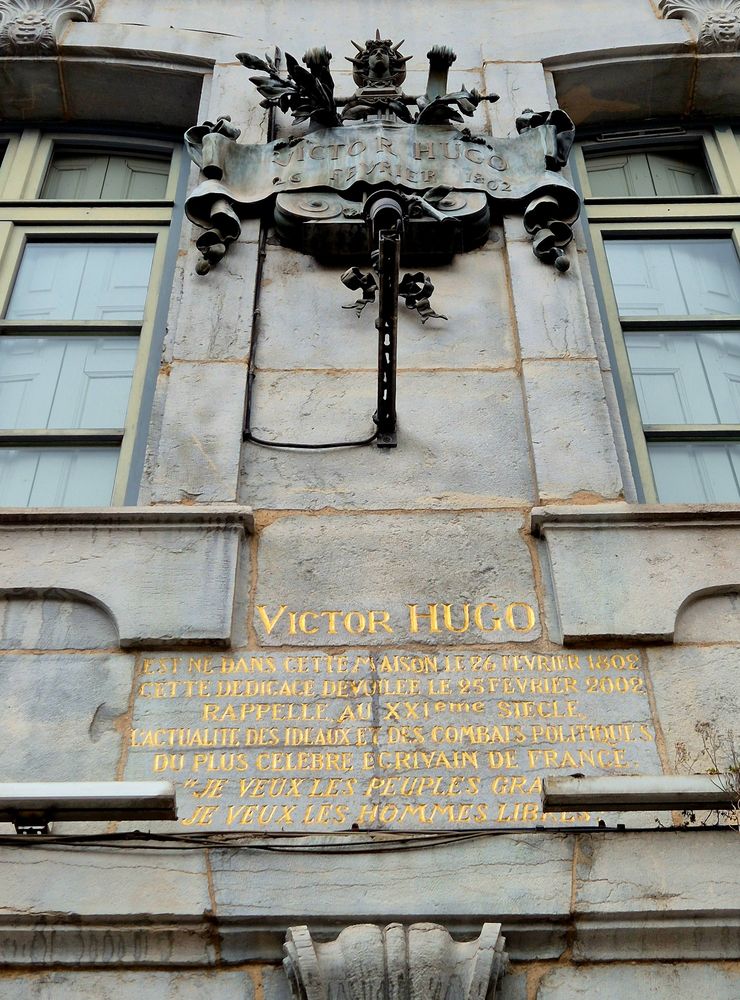 VICTOR HUGO
26 FEVRIER 1802
VICTOR HUGO
EST NE DANS CETTE MAISON LE 26 FEVRIER 1802
CETTE DEDICACE DEVOILEE LE 25 FEVRIER 2002,
RAPPELLE, AU XXIeme SIECLE,
L'ACTUALITE DES IDEAUX ET DES COMBATS POLITIQUES
DU PLUS CELEBRE ECRIVAIN DE FRANCE.
"JE VEUX LES PEUPLES GRA
JE VEUX LES HOMMES LIBRES